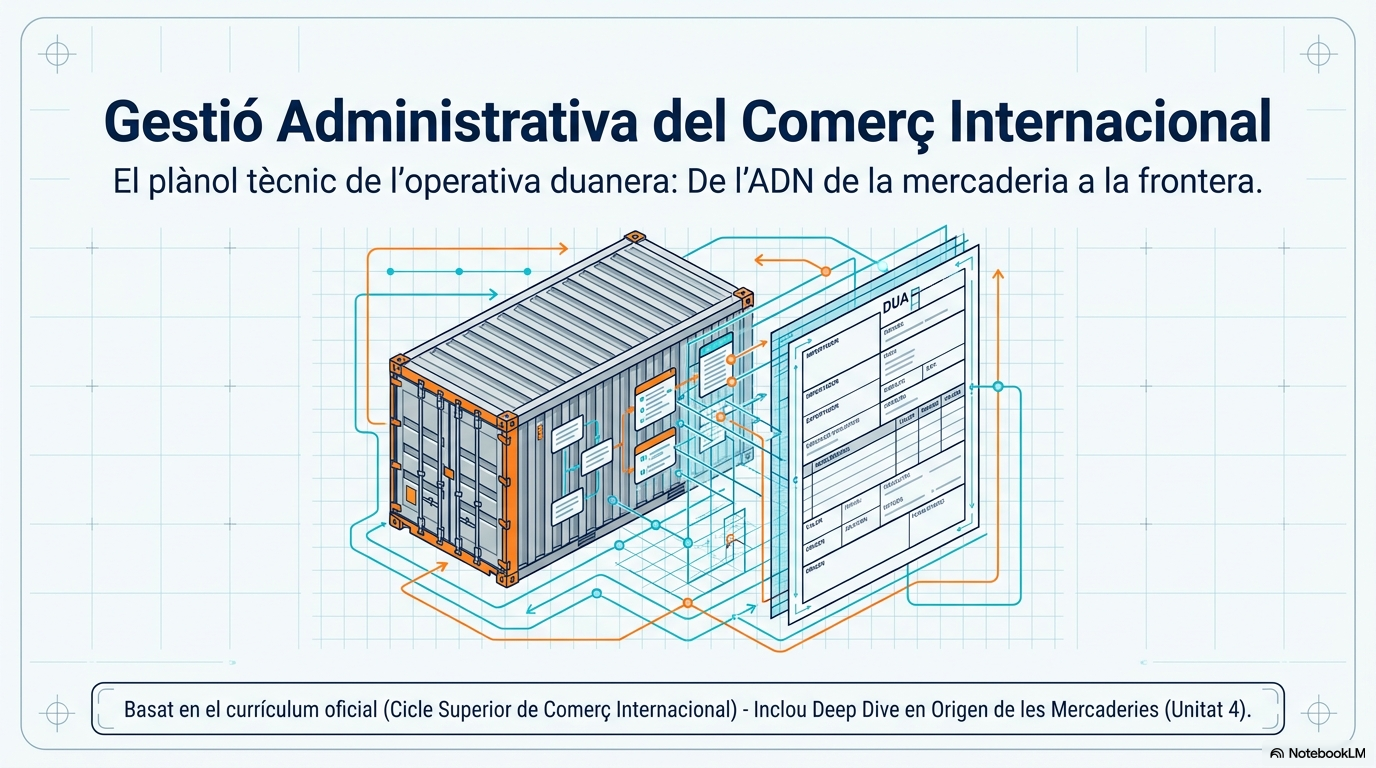 Gestió Administrativa del Comerç Internacional
El plànol tècnic de l’operativa duanera: De l’ADN de la mercaderia a la frontera.
DUA
Basat en el currículum oficial (Cicle Superior de Comerç Internacional) - Inclou Deep Dive en Origen de les Mercaderies (Unitat 4).
NotebookLM